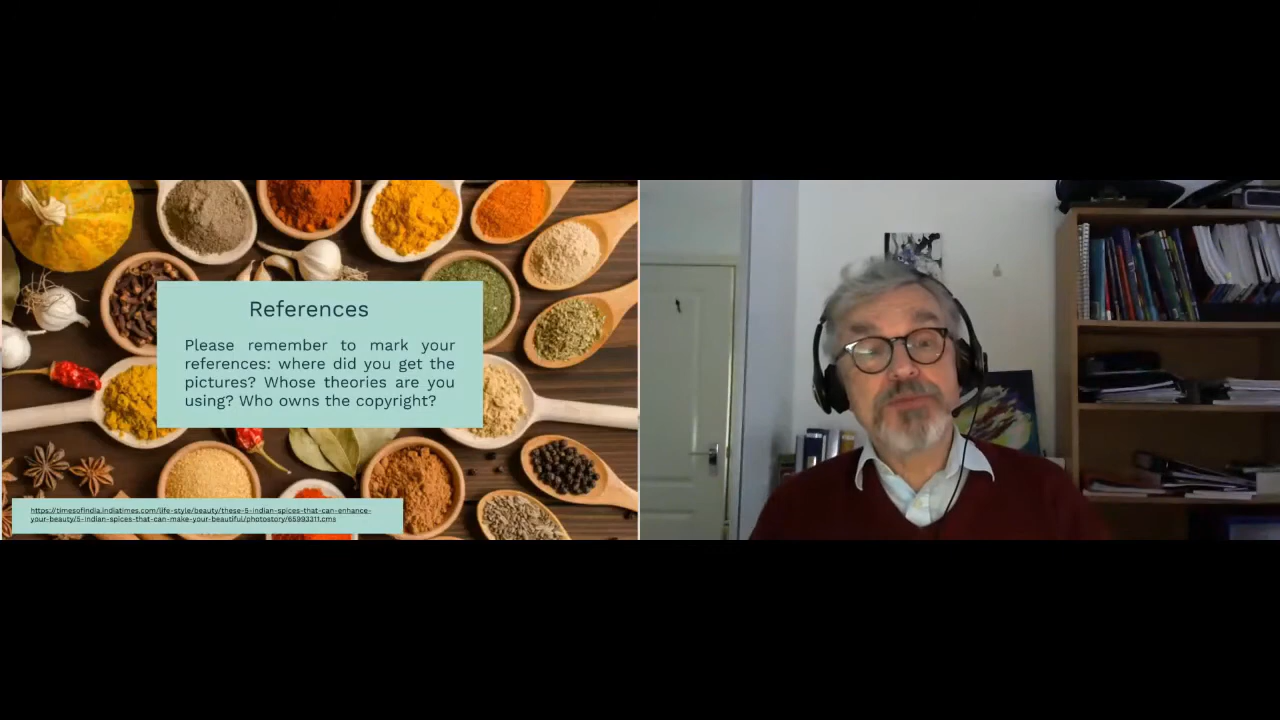 References
Please remember to mark your
references: where did you get the
pictures? Whose theories are you
using? Who owns the copyright?
https://timesofindia.indiatimes.com/life-style/beauty/these-5-indian-spices-that-can-enhance-
your-beauty/5-indian-spices-that-can-make-your-beautiful/photostory/65993311.cms